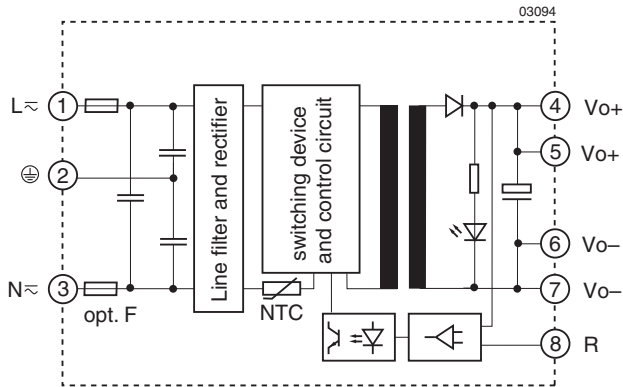 03094
L
1
2
N
3
opt. F
Line filter and rectifier
switching device
and control circuit
NTC
4
Vo+
5
Vo+
6
Vo–
7
Vo–
8
R